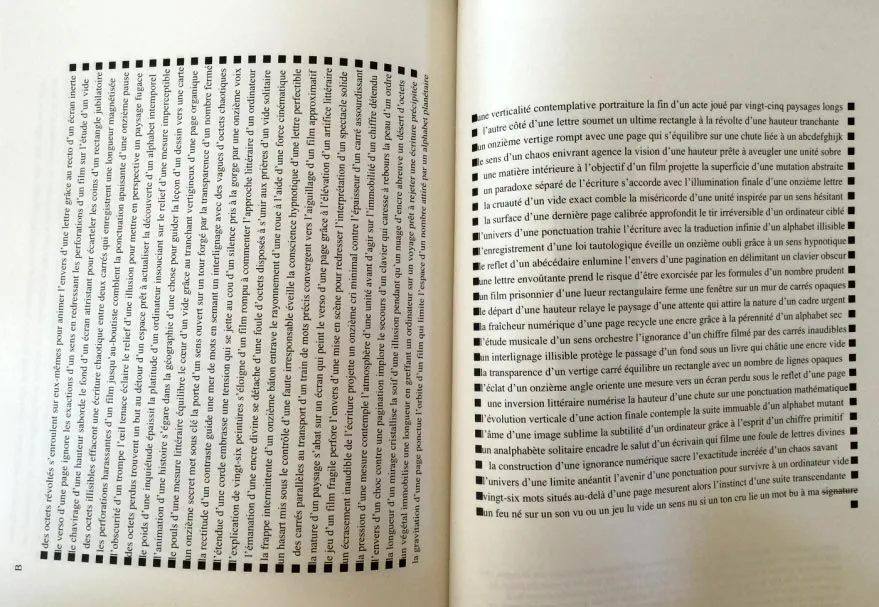 B
des octets révoltés s'enroulent sur eux-mêmes pour animer l'envers d'une lettre grâce au recto d'un écran inerte
le verso d'une page ignore les exactions d'un sens en redressant les perforations d'un film sur l'étude d'un vide
le chavirage d'une hauteur saborde le fond d'un écran attristant pour écarteler les coins d'un rectangle jubilatoire
des octets illisibles effacent une écriture chaotique entre deux carrés qui enregistrent une longueur magnétisée
les perforations harassantes d'un film jusqu'au-boutiste comblent la ponctuation apaisante d'une onzième pause
l'obscurité d'un trompe l'œil tenace éclaire le relief d'une illusion pour mettre en perspective un paysage fugace
des octets perdus trouvent un but au détour d'un espace prêt à actualiser la découverte d'un alphabet intemporel
le poids d'une inquiétude épaissit la platitude d'un ordinateur insouciant sur le relief d'une mesure imperceptible
l'animation d'une histoire s'égare dans la géographie d'une chose pour guider la leçon d'un dessin vers une carte
le pouls d'une mesure littéraire équilibre le cœur d'un vide grâce au tranchant vertigineux d'une page organique
un onzième secret met sous clé la porte d'un sens ouvert sur un tour forgé par la transparence d'un nombre fermé
la rectitude d'un contraste guide une mer de mots en semant un interlignage avec des vagues d'octets chaotiques
l'étendue d'une corde embrasse une tension qui se jette au cou d'un silence pris à la gorge par une onzième voix
l'explication de vingt-six peintures s'éloigne d'un film rompu à commenter l'approche littéraire d'un ordinateur
l'émanation d'une encre divine se détache d'une foule d'octets disposés à s'unir aux prières d'un vide solitaire
la frappe intermittente d'un onzième bâton entrave le rayonnement d'une roue à l'aide d'une force cinématique
un hasart mis sous le contrôle d'une faute irresponsable éveille la conscience hypnotique d'une lettre perfectible
des carrés parallèles au transport d'un train de mots précis convergent vers l'aiguillage d'un film approximatif
la nature d'un paysage s'abat sur un écran qui peint le verso d'une page grâce à l'élévation d'un artifice littéraire
le jeu d'un film fragile perfore l'envers d'une mise en scène pour redresser l'interprétation d'un spectacle solide
un écrasement inaudible de l'écriture projete un onzième cri minimal contre l'épaisseur d'un carré assourdissant
la pression d'une mesure contemple l'atmosphère d'une unité avant d'agir sur l'immobilité d'un chiffre détendu
l'envers d'un choc contre une pagination implore le secours d'un clavier qui caresse à rebours la peau d'un ordre
la longueur d'un mirage cristallise la soif d'une illusion pendant qu'un nuage d'encre abreuve un désert d'octets
un végétal immobilise une longueur en greffant un ordinateur sur un voyage prêt à rejeter une écriture précipitée
la gravitation d'une page ponctue l'orbite d'un film qui limite l'espace d'un nombre attiré par un alphabet planétaire
une verticalité contemplative portraiture la fin d'un acte joué par vingt-cinq paysages longs
l'autre côté d'une lettre soumet un ultime rectangle à la révolte d'une hauteur tranchante
un onzième vertige rompt avec une page qui s'équilibre sur une chute liée à un abcdefghijk
le sens d'un chaos enivrant agence la vision d'une hauteur prête à aveugler une unité sobre
une matière intérieure à l'objectif d'un film projete la superficie d'une mutation abstraite
un paradoxe séparé de l'écriture s'accorde avec l'illumination finale d'une onzième lettre
la cruauté d'un vide exact comble la miséricorde d'une unité inspirée par un sens hésitant
la surface d'une dernière page calibrée approfondit le tir irréversible d'un ordinateur ciblé
l'univers d'une ponctuation trahie l'écriture avec la traduction infinie d'un alphabet illisible
l'enregistrement d'une loi tautologique éveille un onzième oubli grâce à un sens hypnotique
le reflet d'un abécédaire enlumine l'envers d'une pagination en délimitant un clavier obscur
une lettre envoûtante prend le risque d'être exorcisée par les formules d'un nombre prudent
un film prisonnier d'une lueur rectangulaire ferme une fenêtre sur un mur de carrés opaques
le départ d'une hauteur relaye le paysage d'une attente qui attire la nature d'un cadre urgent
la fraîcheur numérique d'une page recycle une encre grâce à la pérennité d'un alphabet sec
l'étude musicale d'un sens orchestre l'ignorance d'un chiffre filmé par des carrés inaudibles
un interlignage illisible protège le passage d'un fond sous un livre qui châtie une encre vide
la transparence d'un vertige carré équilibre un rectangle avec un nombre de lignes opaques
l'éclat d'un onzième angle oriente une mesure vers un écran perdu sous le reflet d'une page
une inversion littéraire numérise la hauteur d'une chute sur une ponctuation mathématique
l'évolution verticale d'une action finale contemple la suite immuable d'un alphabet mutant
l'âme d'une image sublime la subtilité d'un ordinateur grâce à l'esprit d'un chiffre primitif
un analphabète solitaire encadre le salut d'un écrivain qui filme une foule de lettres divines
la construction d'une ignorance numérique sacre l'exactitude incréée d'un chaos savant
l'univers d'une limite anéantit l'avenir d'une ponctuation pour survivre à un ordinateur vide
vingt-six mots situés au-delà d'une page mesurent alors l'instinct d'une suite transcendante
un feu né sur un son vu ou un jeu lu vide un sens nu si un ton cru lie un mot bu à ma signature